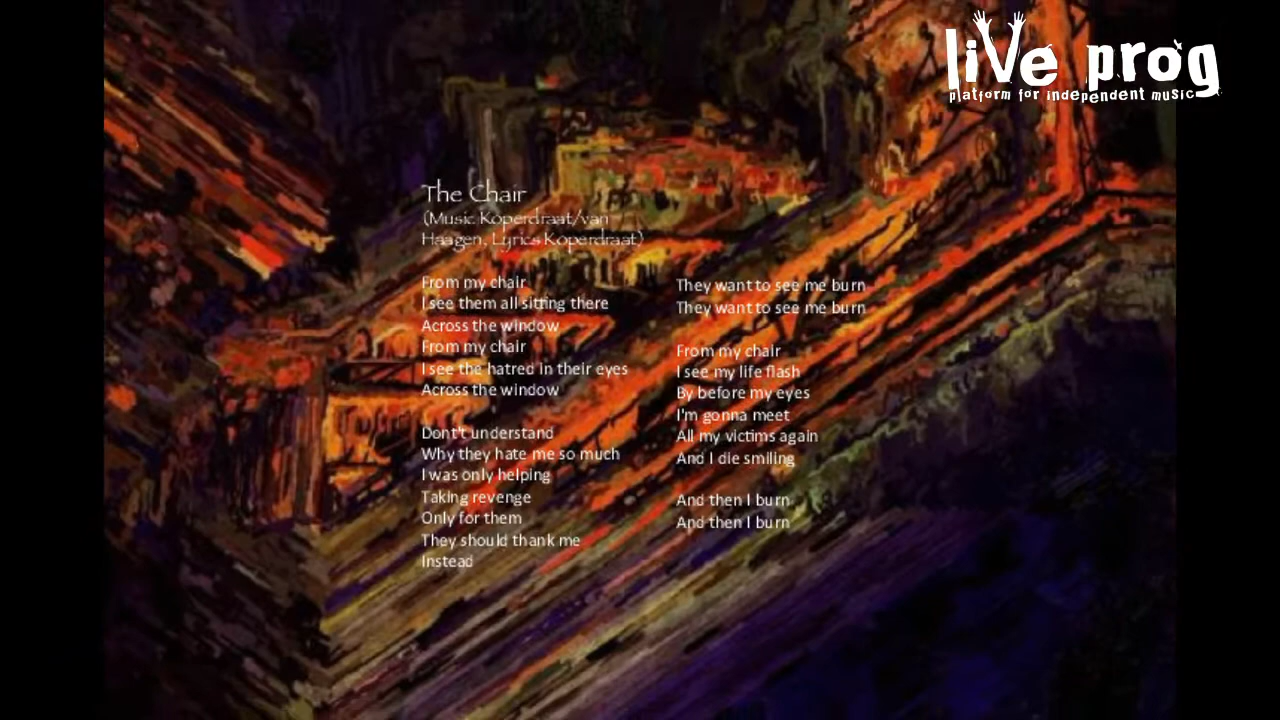 live prog
platform for independent music
The Chair
(Music Koperdraat/van
Haagen, Lyrics Koperdraat)
From my chair
I see them all sitting there
Across the window
From my chair
I see the hatred in their eyes
Across the window
Dont't understand
Why they hate me so much
I was only helping
Taking revenge
Only for them
They should thank me
Instead
They want to see me burn
They want to see me burn
From my chair
I see my life flash
By before my eyes
I'm gonna meet
All my victims again
And I die smiling
And then I burn
And then I burn